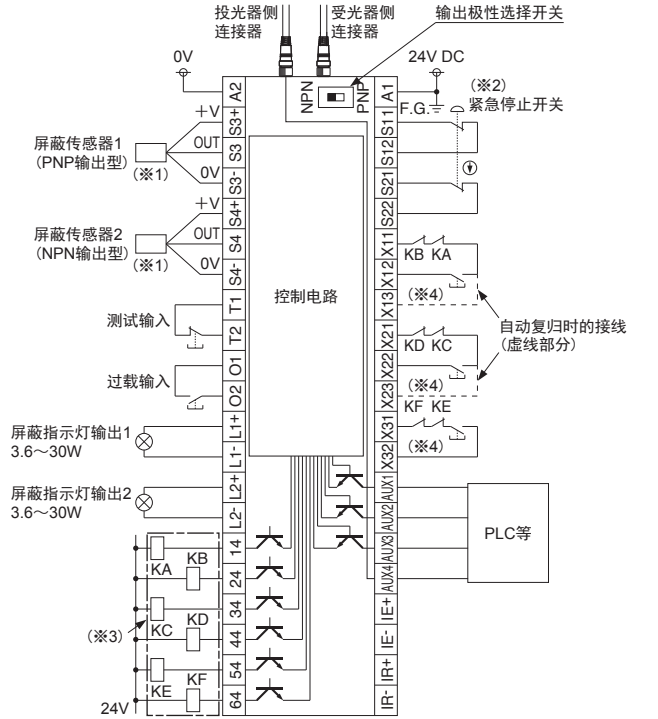 投光器侧
连接器
受光器侧
连接器
输出极性选择开关
0V
24V DC
NPN
PNP
F.G.
(※2)
紧急停止开关
屏蔽传感器1
(PNP输出型)
(※1)
+V
OUT
0V
屏蔽传感器2
(NPN输出型)
(※1)
+V
OUT
0V
测试输入
过载输入
屏蔽指示灯输出1
3.6～30W
屏蔽指示灯输出2
3.6～30W
A2
S3+
S3
S3-
S4+
S4
S4-
T1
T2
O1
O2
L1+
L1-
L2+
L2-
14
24
34
44
54
64
控制电路
A1
S11
S12
S21
S22
X11
X12
X13
X21
X22
X23
X31
X32
AUX1
AUX2
AUX3
AUX4
IE+
IE-
IR+
IR-
KB KA
(※4)
KD KC
(※4)
KF KE
(※4)
自动复归时的接线
(虚线部分)
PLC等
KA
KB
KC
KD
KE
KF
(※3)
24V